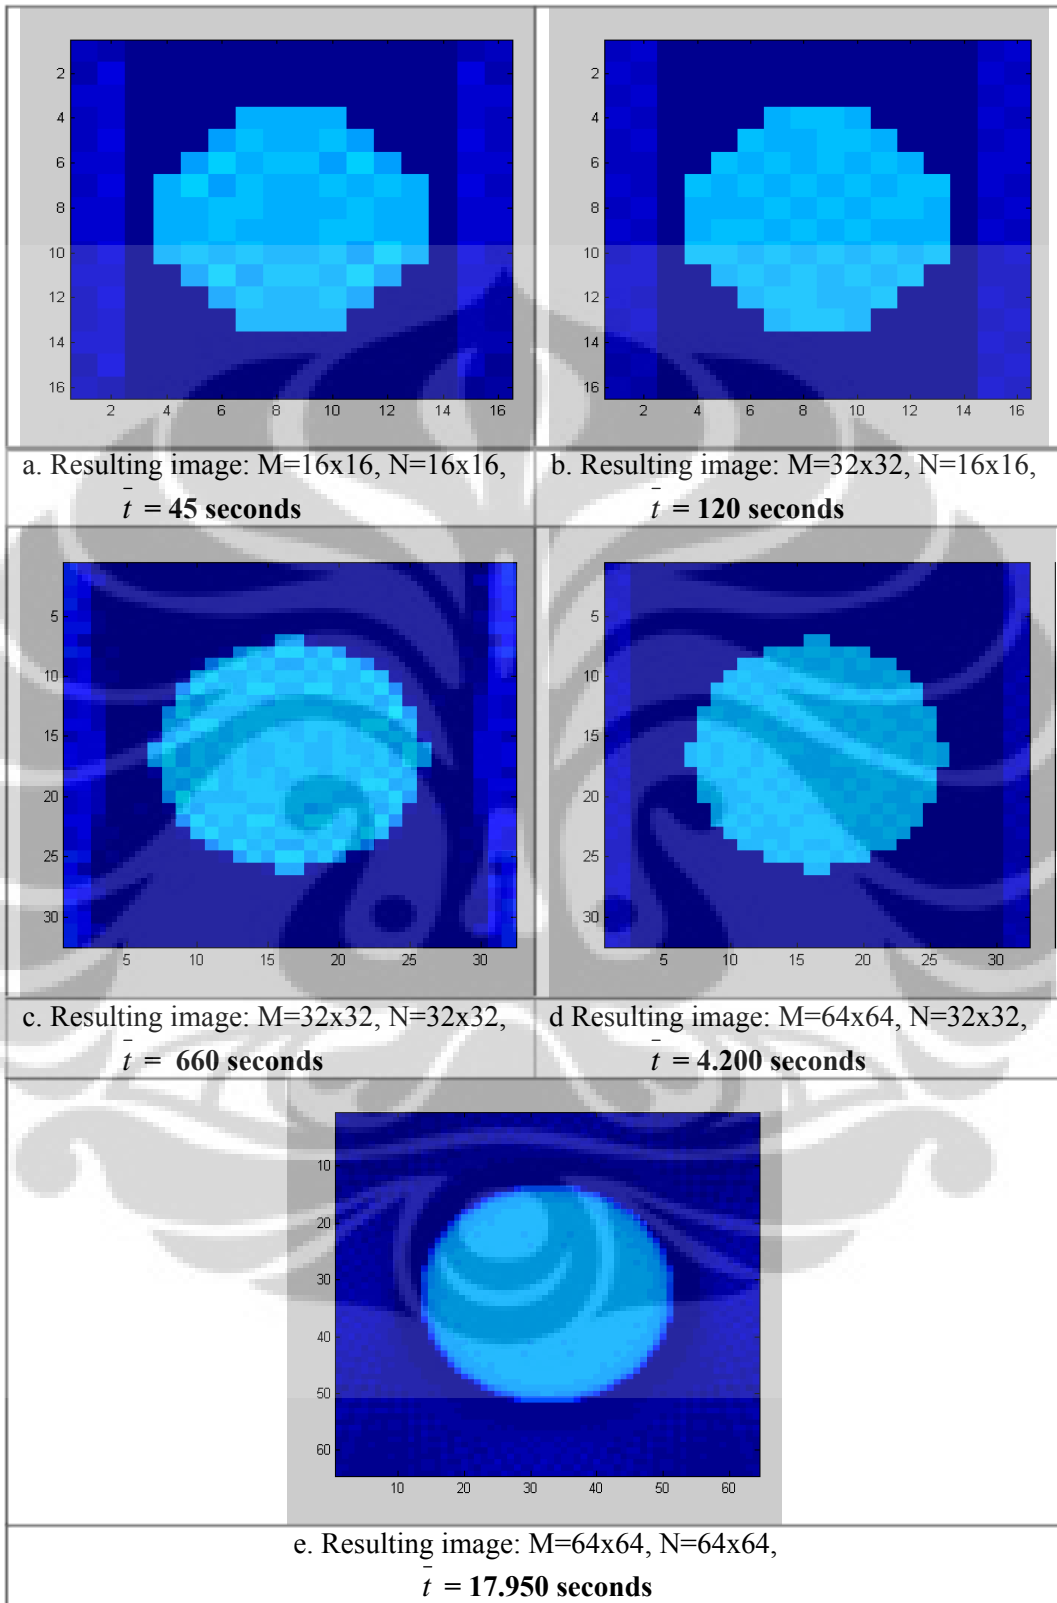 2
4
6
8
10
12
14
16
2 4 6 8 10 12 14 16
2
4
6
8
10
12
14
16
2 4 6 8 10 12 14 16
a. Resulting image: M=16x16, N=16x16,
t̄ = 45 seconds
b. Resulting image: M=32x32, N=16x16,
t̄ = 120 seconds
5
10
15
20
25
30
5 10 15 20 25 30
5
10
15
20
25
30
5 10 15 20 25 30
c. Resulting image: M=32x32, N=32x32,
t̄ = 660 seconds
d Resulting image: M=64x64, N=32x32,
t̄ = 4.200 seconds
10
20
30
40
50
60
10 20 30 40 50 60
e. Resulting image: M=64x64, N=64x64,
t̄ = 17.950 seconds